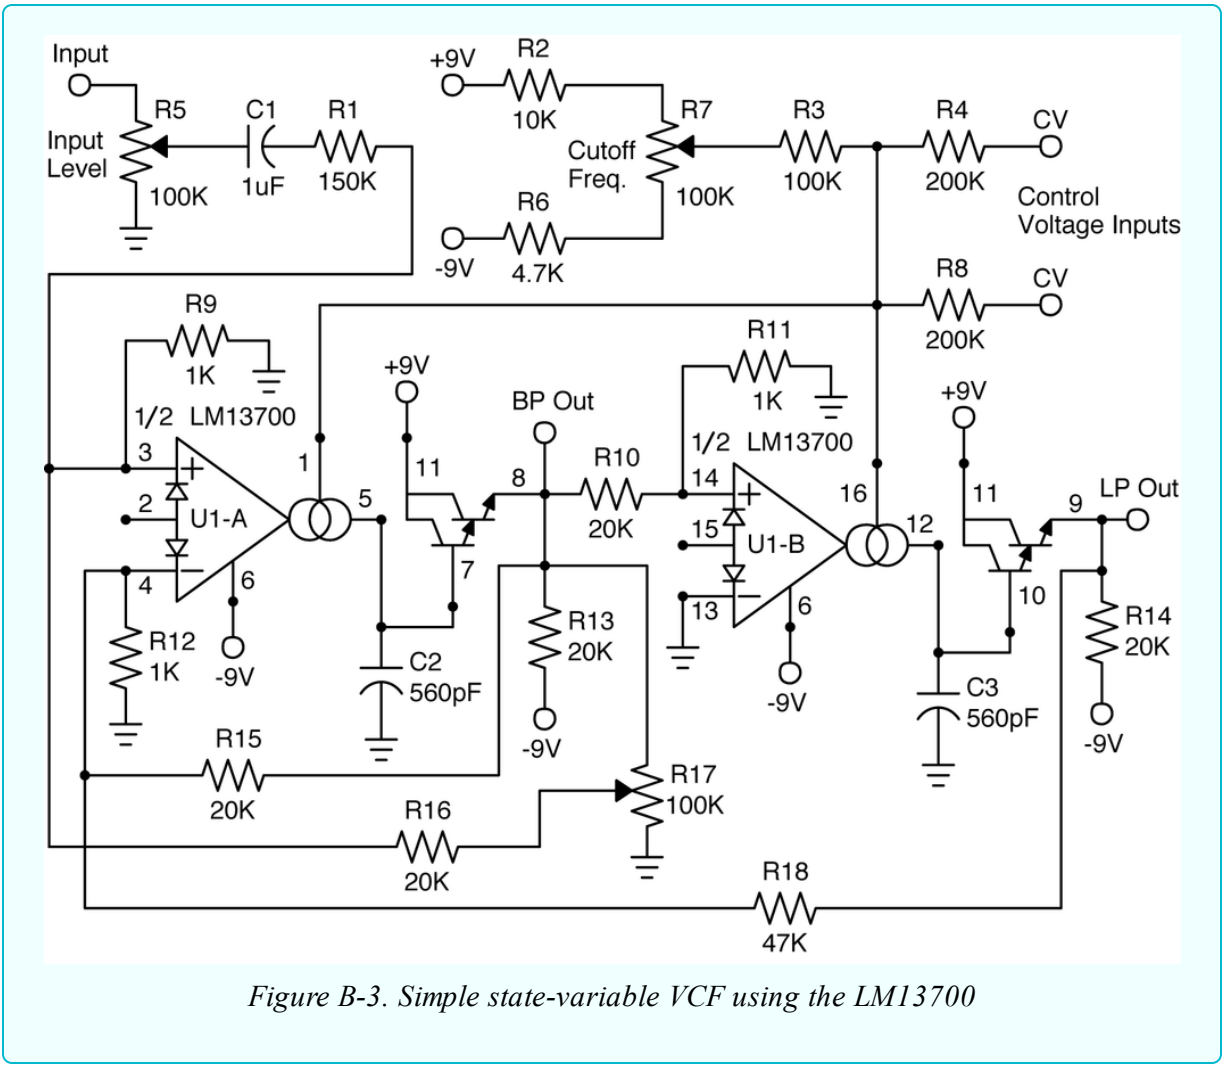 Input
R5
Input
Level
100K
C1
1uF
R1
150K
+9V
R2
10K
Cutoff
Freq.
R7
100K
R6
-9V
4.7K
R3
100K
R4
200K
CV
Control
Voltage Inputs
R8
200K
CV
R9
1K
1/2 LM13700
3
2
4
U1-A
1
5
6
-9V
R12
1K
+9V
11
8
7
BP Out
C2
560pF
R13
20K
-9V
R10
20K
R11
1K
1/2 LM13700
14
15
13
U1-B
16
12
6
-9V
+9V
11
9
10
LP Out
C3
560pF
R14
20K
-9V
R15
20K
R16
20K
R17
100K
R18
47K
Figure B-3. Simple state-variable VCF using the LM13700